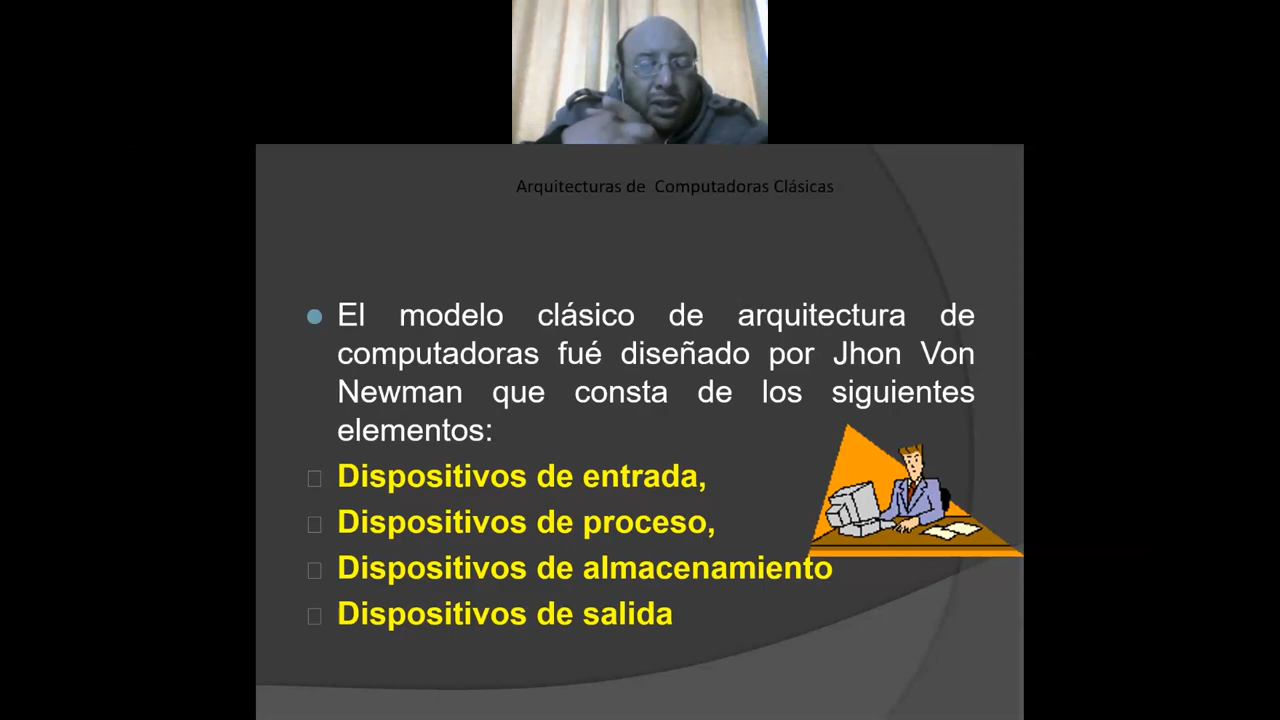 Arquitecturas de Computadoras Clásicas
El modelo clásico de arquitectura de
computadoras fué diseñado por Jhon Von
Newman que consta de los siguientes
elementos:
Dispositivos de entrada,
Dispositivos de proceso,
Dispositivos de almacenamiento
Dispositivos de salida